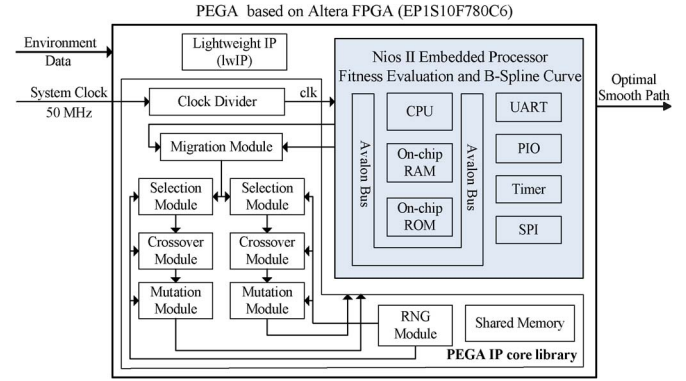 PEGA based on Altera FPGA (EP1S10F780C6)
Environment
Data
Lightweight IP
(lwIP)
Nios II Embedded Processor
Fitness Evaluation and B-Spline Curve
Optimal
Smooth Path
System Clock
50 MHz
Clock Divider
clk
Avalon Bus
CPU
On-chip
RAM
On-chip
ROM
Avalon Bus
UART
PIO
Timer
SPI
Migration Module
Selection
Module
Selection
Module
Crossover
Module
Crossover
Module
Mutation
Module
Mutation
Module
RNG
Module
Shared Memory
PEGA IP core library